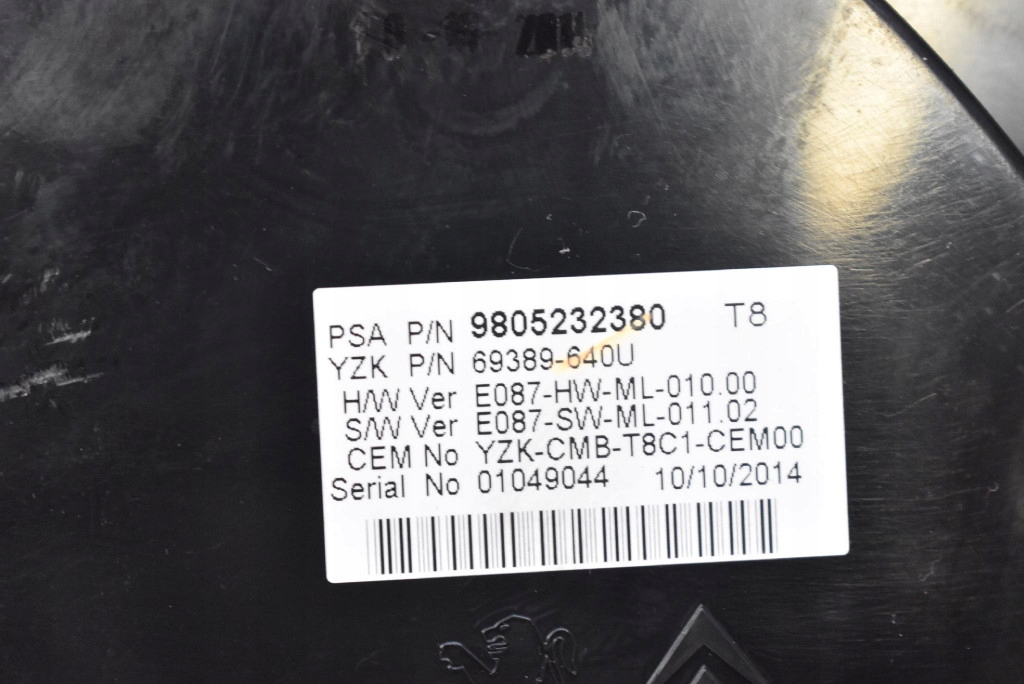 PSA P/N 9805232380 T8
YZK P/N 69389-640U
H/W Ver E087-HW-ML-010.00
S/W Ver E087-SW-ML-011.02
CEM No YZK-CMB-T8C1-CEM00
Serial No 01049044 10/10/2014